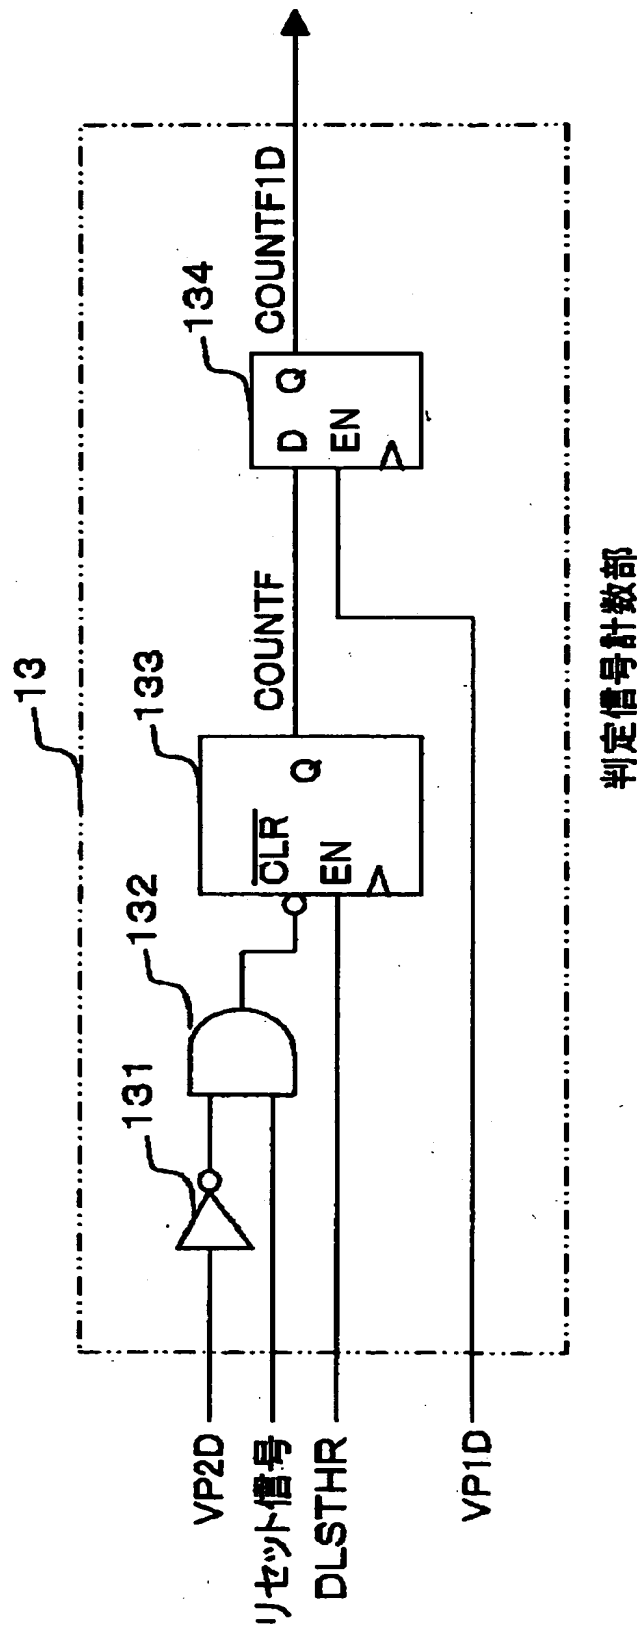 13
VP2D
リセット信号
DLSTHR
VP1D
131
132
133
CLR
EN
Q
COUNTF
134
D Q
EN
COUNTF1D
判定信号計数部